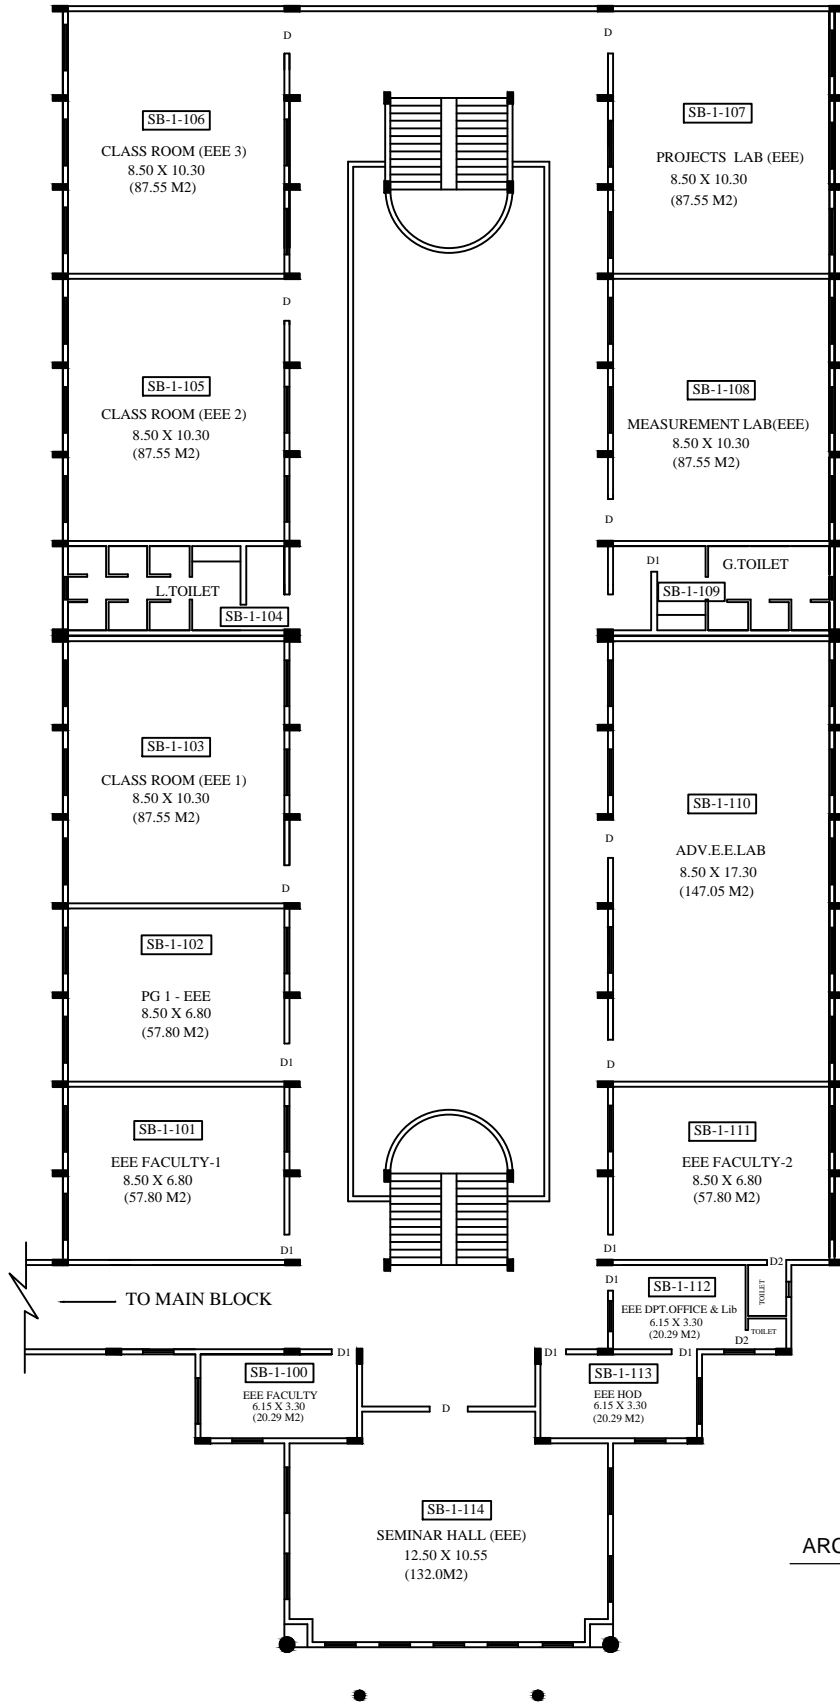 D
D
SB-1-106
CLASS ROOM (EEE 3)
8.50 X 10.30
(87.55 M2)
SB-1-107
PROJECTS LAB (EEE)
8.50 X 10.30
(87.55 M2)
D
SB-1-105
CLASS ROOM (EEE 2)
8.50 X 10.30
(87.55 M2)
SB-1-108
MEASUREMENT LAB(EEE)
8.50 X 10.30
(87.55 M2)
D
L.TOILET
SB-1-104
D1
G.TOILET
SB-1-109
SB-1-103
CLASS ROOM (EEE 1)
8.50 X 10.30
(87.55 M2)
D
SB-1-110
ADV.E.E.LAB
8.50 X 17.30
(147.05 M2)
D
SB-1-102
PG 1 - EEE
8.50 X 6.80
(57.80 M2)
D1
D
SB-1-101
EEE FACULTY-1
8.50 X 6.80
(57.80 M2)
D1
SB-1-111
EEE FACULTY-2
8.50 X 6.80
(57.80 M2)
D1
D2
TO MAIN BLOCK
D1
SB-1-112
EEE DPT.OFFICE & Lib
6.15 X 3.30
(20.29 M2)
TOILET
TOILET
D2
D1
D1
D1
SB-1-100
EEE FACULTY
6.15 X 3.30
(20.29 M2)
D
SB-1-113
EEE HOD
6.15 X 3.30
(20.29 M2)
SB-1-114
SEMINAR HALL (EEE)
12.50 X 10.55
(132.0M2)
ARC